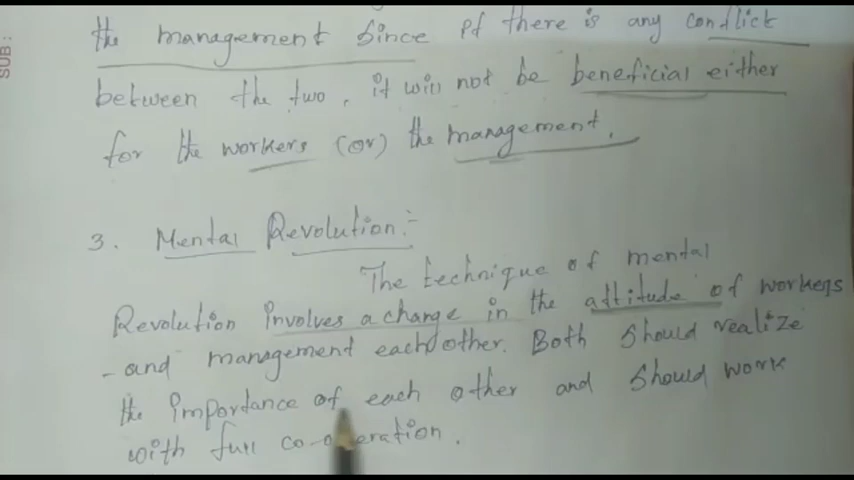 SUB:
the management Since If there is any condlick
between the two, it will not be beneficial either
for the workers (or) the management.
3. Mental Revolution:-
The technique of mental
Revolution involves a change in the attitude of workers
-and management each other. Both should realize
the importance of each other and should work
with full co-operation.